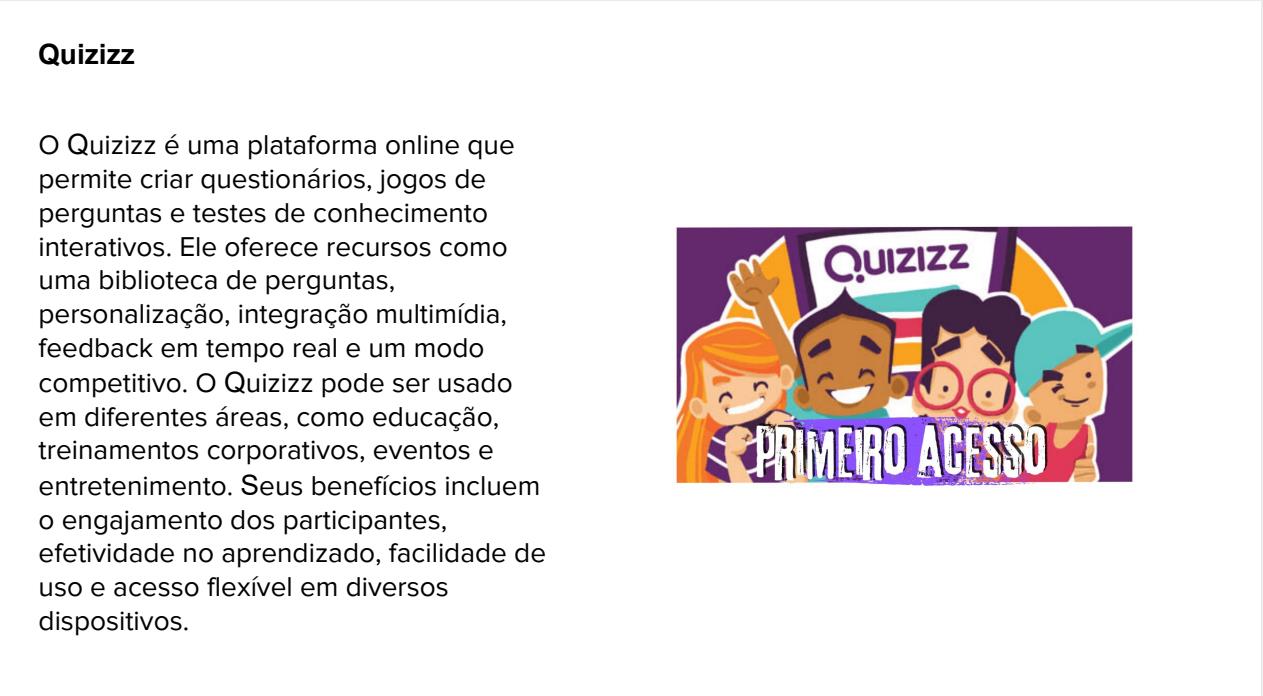 Quizizz
O Quizizz é uma plataforma online que
permite criar questionários, jogos de
perguntas e testes de conhecimento
interativos. Ele oferece recursos como
uma biblioteca de perguntas,
personalização, integração multimídia,
feedback em tempo real e um modo
competitivo. O Quizizz pode ser usado
em diferentes áreas, como educação,
treinamentos corporativos, eventos e
entretenimento. Seus benefícios incluem
o engajamento dos participantes,
efetividade no aprendizado, facilidade de
uso e acesso flexível em diversos
dispositivos.
QUIZIZZ
PRIMEIRO ACESSO